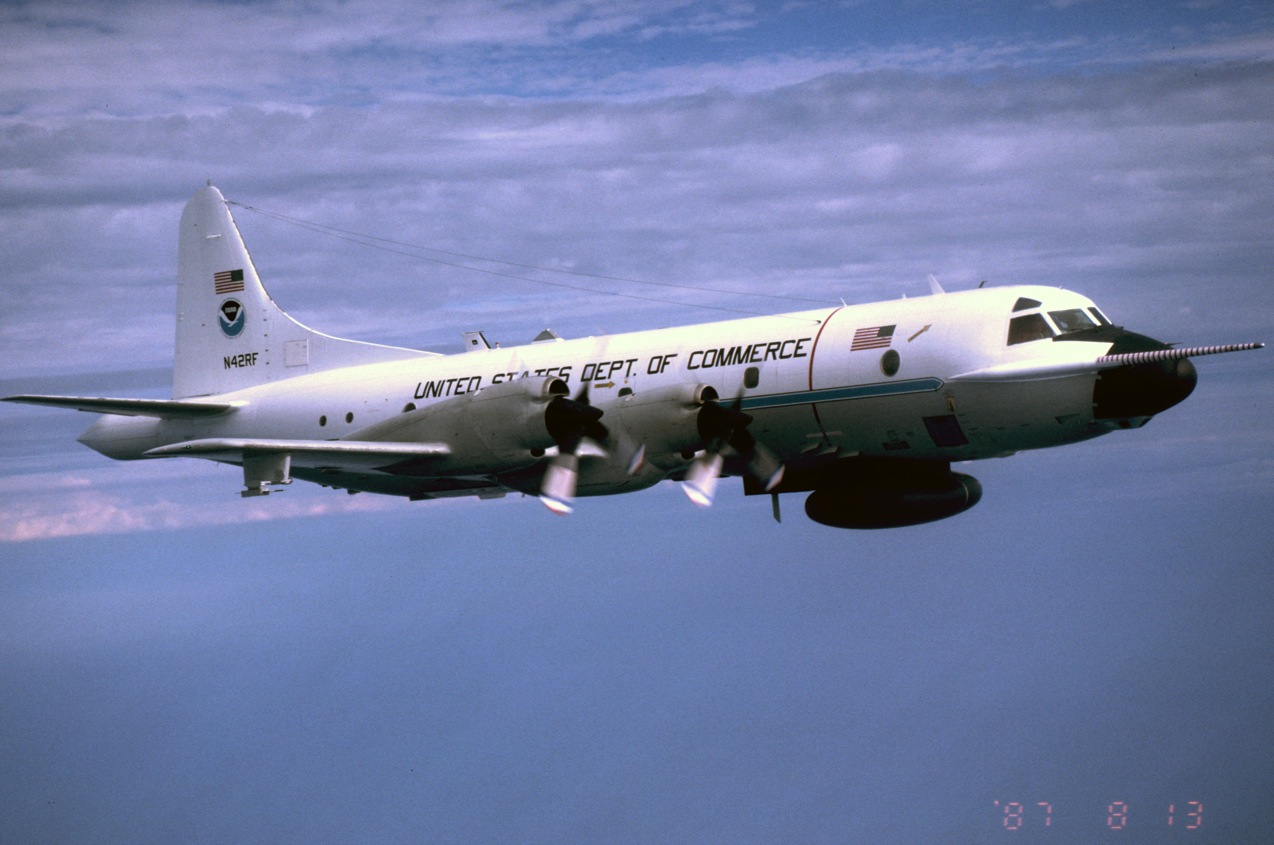 N42RF
UNITED STATES DEPT. OF COMMERCE
'87 8 13